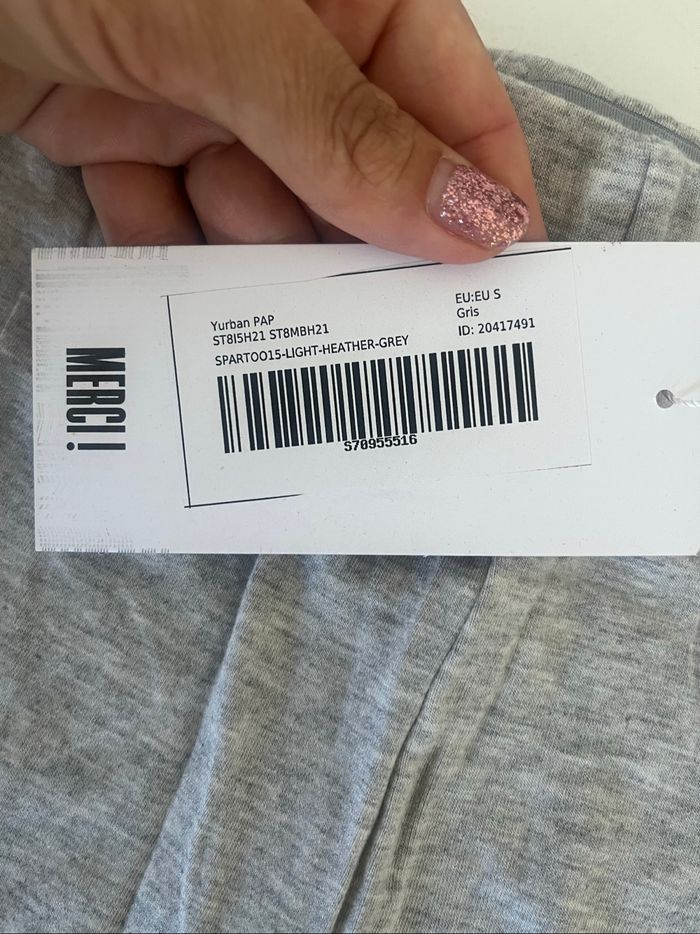 MERCI !
Yurban PAP
ST8I5H21 ST8MBH21
SPARTOO15-LIGHT-HEATHER-GREY
EU:EU S
Gris
ID: 20417491
S70955516